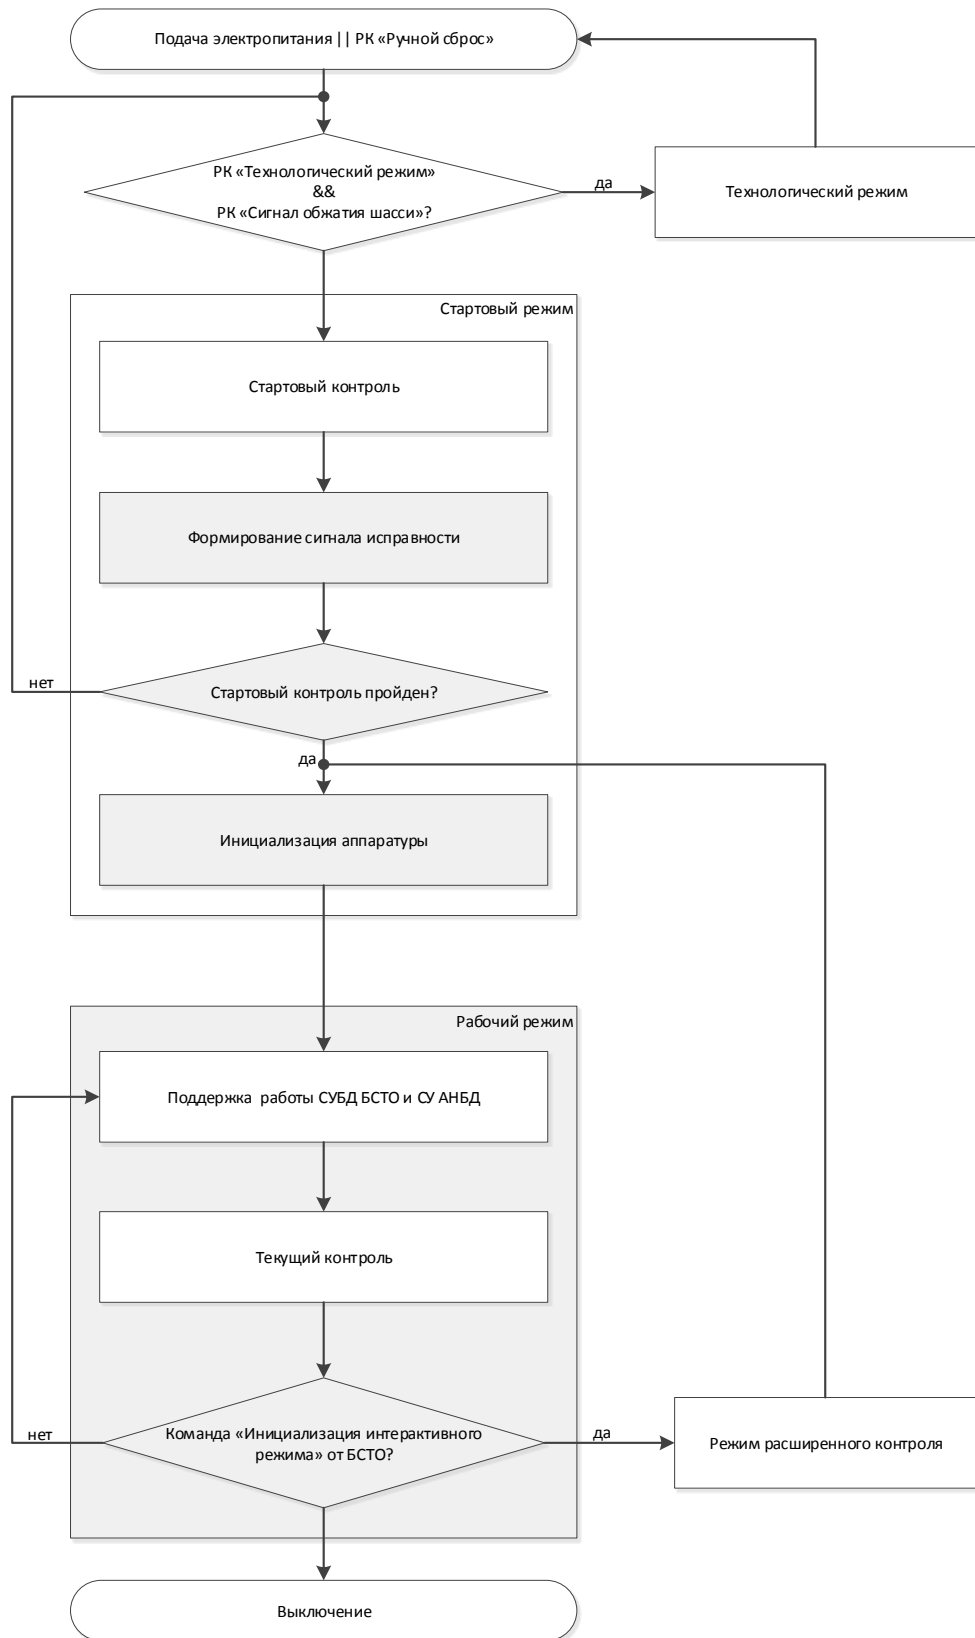 Подача электропитания || РК «Ручной сброс»
РК «Технологический режим»
&&
РК «Сигнал обжатия шасси»?
да
Технологический режим
Стартовый режим
Стартовый контроль
Формирование сигнала исправности
Стартовый контроль пройден?
нет
да
Инициализация аппаратуры
Рабочий режим
Поддержка работы СУБД БСТО и СУ АНБД
Текущий контроль
Команда «Инициализация интерактивного
режима» от БСТО?
нет
да
Режим расширенного контроля
Выключение